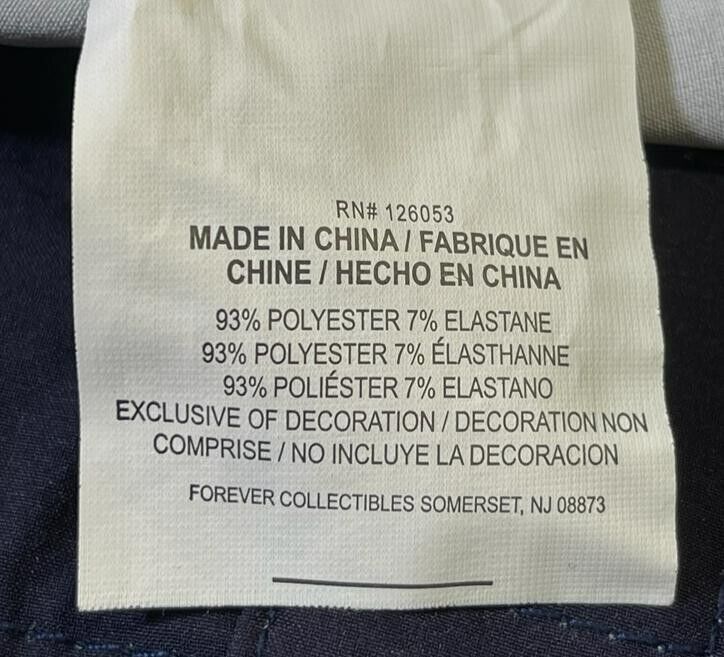 RN# 126053
MADE IN CHINA / FABRIQUE EN
CHINE / HECHO EN CHINA
93% POLYESTER 7% ELASTANE
93% POLYESTER 7% ÉLASTHANNE
93% POLIÉSTER 7% ELASTANO
EXCLUSIVE OF DECORATION / DECORATION NON
COMPRISE / NO INCLUYE LA DECORACION
FOREVER COLLECTIBLES SOMERSET, NJ 08873